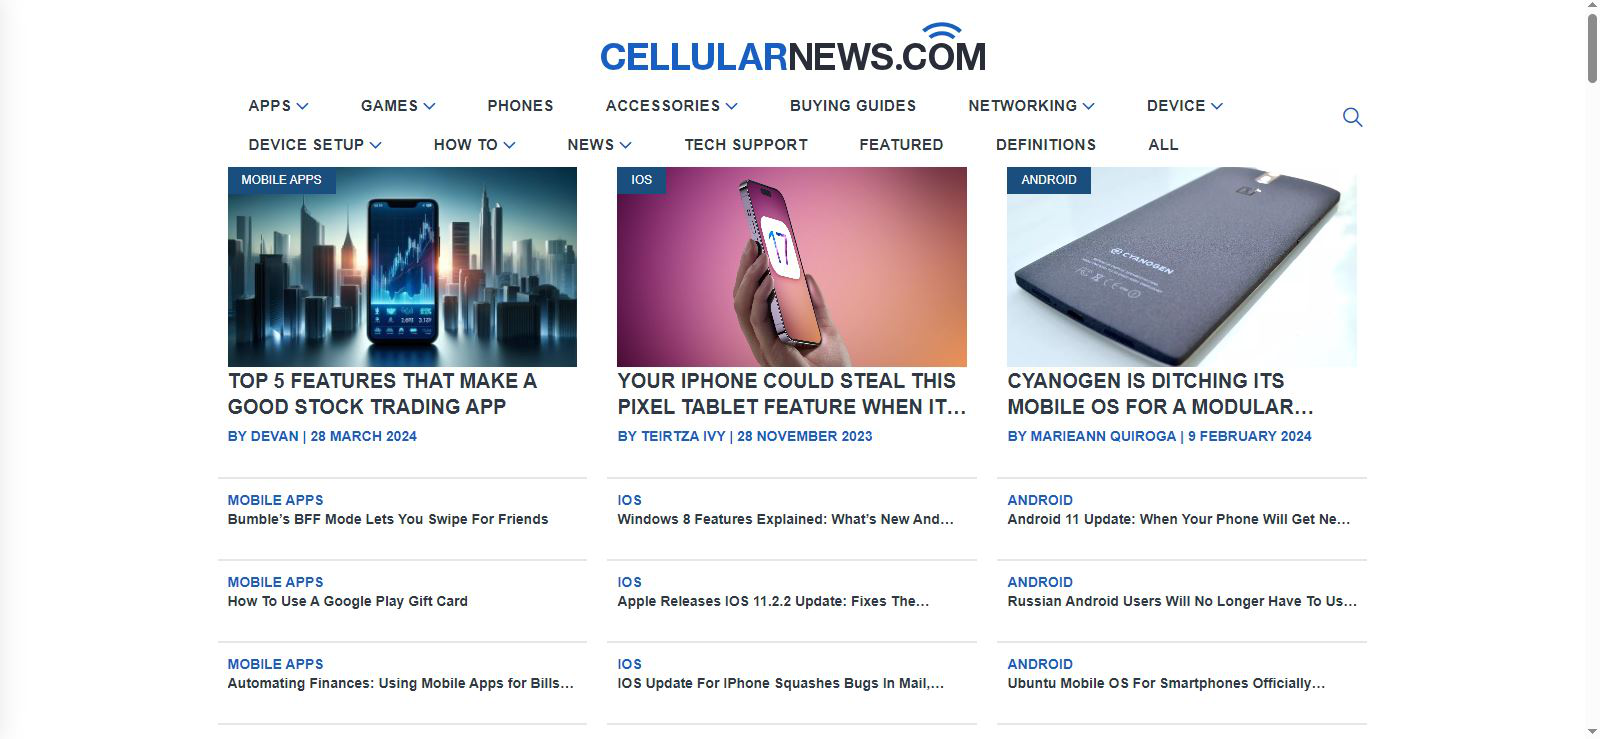 CELLULARNEWS.COM
APPS GAMES PHONES ACCESSORIES BUYING GUIDES NETWORKING DEVICE
DEVICE SETUP HOW TO NEWS TECH SUPPORT FEATURED DEFINITIONS ALL
MOBILE APPS
TOP 5 FEATURES THAT MAKE A
GOOD STOCK TRADING APP
BY DEVAN | 28 MARCH 2024
MOBILE APPS
Bumble’s BFF Mode Lets You Swipe For Friends
MOBILE APPS
How To Use A Google Play Gift Card
MOBILE APPS
Automating Finances: Using Mobile Apps for Bills…
IOS
17
YOUR IPHONE COULD STEAL THIS
PIXEL TABLET FEATURE WHEN IT…
BY TEIRTZA IVY | 28 NOVEMBER 2023
IOS
Windows 8 Features Explained: What’s New And…
IOS
Apple Releases IOS 11.2.2 Update: Fixes The…
IOS
IOS Update For IPhone Squashes Bugs In Mail,…
ANDROID
CYANOGEN
CYANOGEN IS DITCHING ITS
MOBILE OS FOR A MODULAR…
BY MARIEANN QUIROGA | 9 FEBRUARY 2024
ANDROID
Android 11 Update: When Your Phone Will Get Ne…
ANDROID
Russian Android Users Will No Longer Have To Us…
ANDROID
Ubuntu Mobile OS For Smartphones Officially…